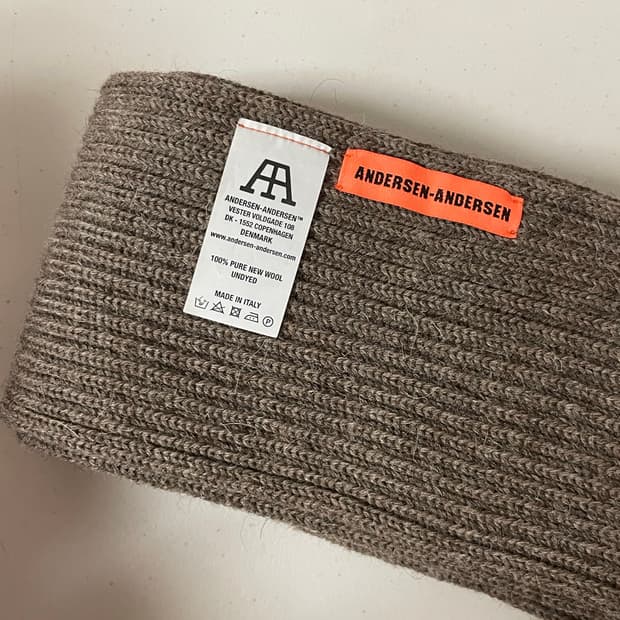 AA
ANDERSEN-ANDERSEN™
VESTER VOLDGADE 108
DK - 1552 COPENHAGEN
DENMARK
www.andersen-andersen.com
100% PURE NEW WOOL
UNDYED
MADE IN ITALY
P
ANDERSEN-ANDERSEN